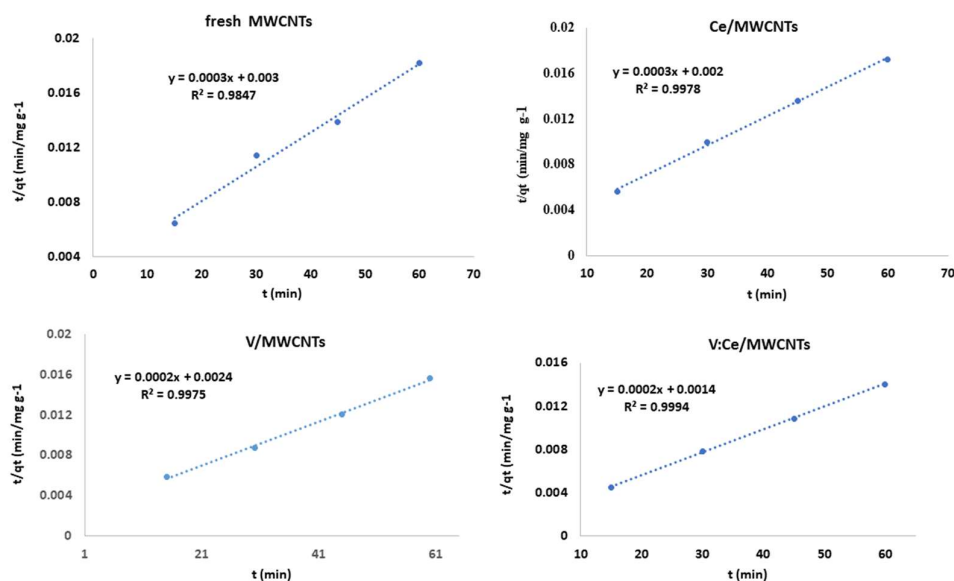 fresh MWCNTs
0.02
0.016
0.012
0.008
0.004
t/qt (min/mg g-1)
y = 0.0003x + 0.003
R² = 0.9847
0 10 20 30 40 50 60 70
t (min)
Ce/MWCNTs
0.02
0.016
0.012
0.008
0.004
0
t/qt (min/mg g-1)
y = 0.0003x + 0.002
R² = 0.9978
10 20 30 40 50 60 70
t (min)
V/MWCNTs
0.02
0.016
0.012
0.008
0.004
0
t/qt (min/mg g-1)
y = 0.0002x + 0.0024
R² = 0.9975
1 21 41 61
t (min)
V:Ce/MWCNTs
0.016
0.012
0.008
0.004
0
t/qt (min/mg g-1)
y = 0.0002x + 0.0014
R² = 0.9994
10 20 30 40 50 60
t (min)